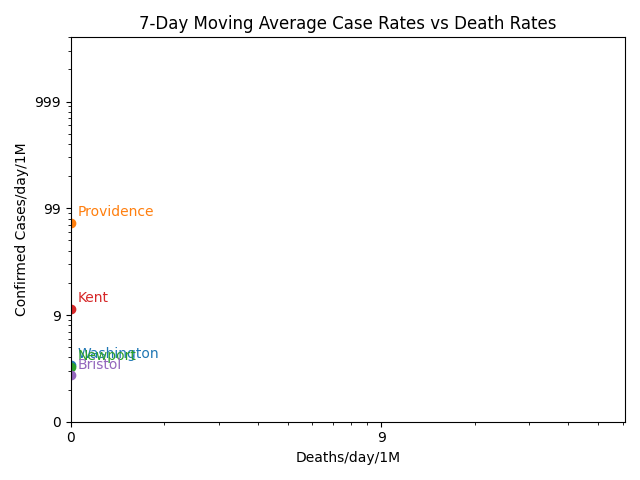 7-Day Moving Average Case Rates vs Death Rates
Confirmed Cases/day/1M
999
99
9
0
Providence
Kent
Washington
Newport
Bristol
0
9
Deaths/day/1M